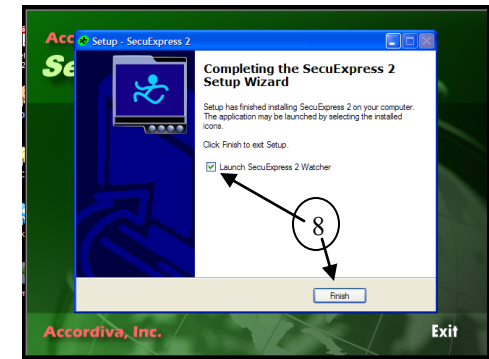 Acc
Se
Setup - SecuExpress 2
Completing the SecuExpress 2
Setup Wizard
Setup has finished installing SecuExpress 2 on your computer.
The application may be launched by selecting the installed
icons.
Click Finish to exit Setup.
Launch SecuExpress 2 Watcher
8
Finish
Accordiva, Inc.
Exit